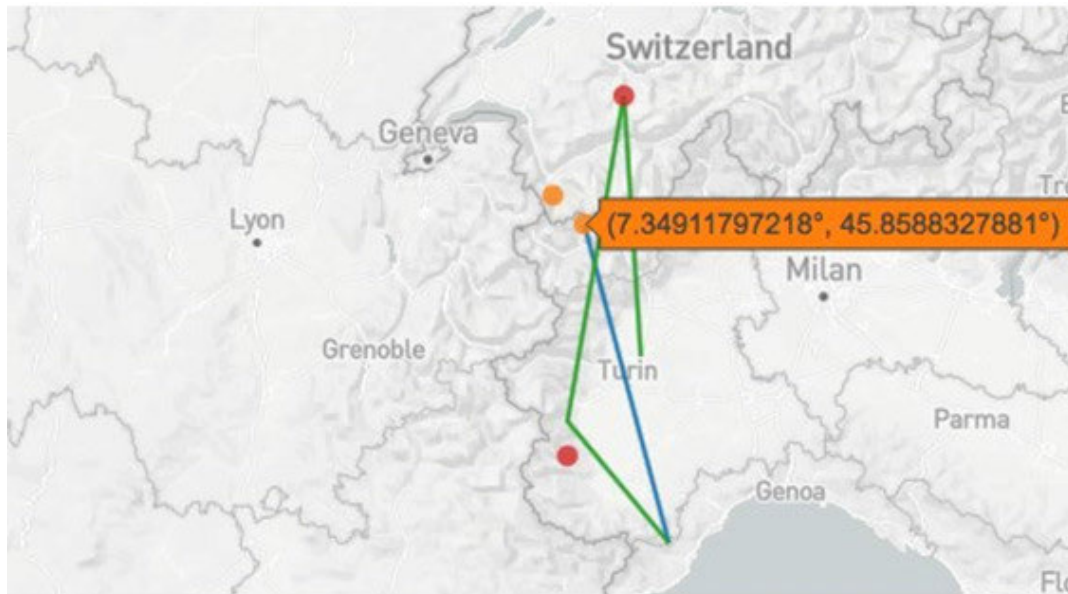 Switzerland
Geneva
Lyon
(7.34911797218°, 45.8588327881°)
Milan
Grenoble
Turin
Parma
Genoa